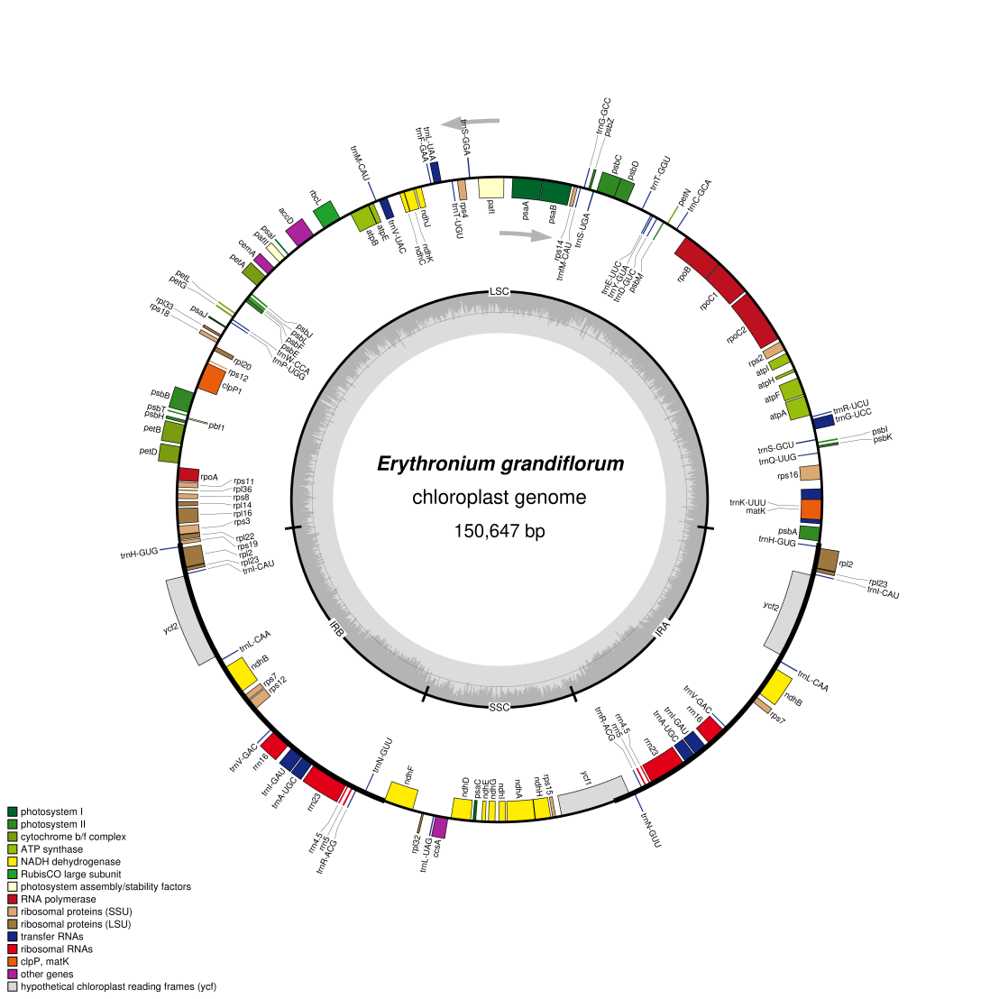 Erythronium grandiflorum
chloroplast genome
150,647 bp
LSC
IRB
IRA
SSC
trnS-GGA
trnL-UAA
trnF-GAA
trnM-CAU
rbcL
accD
psaI
pafII
cemA
petA
petL
petG
psaJ
rpl33
rps18
psbB
psbT
psbH
petB
petD
trnH-GUG
ycf2
trnG-GCC
psbZ
psbC
psbD
trnT-GGU
petN
trnC-GCA
pafI
psaA
psaB
rps14
trnfM-CAU
trnS-UGA
trnE-UUC
trnY-GUA
trnD-GUC
psbM
rpoB
rpoC1
rpoC2
rps2
atpI
atpH
atpF
atpA
trnR-UCU
trnG-UCC
psbI
psbK
trnS-GCU
trnQ-UUG
rps16
trnK-UUU
matK
psbA
trnH-GUG
rpl2
rpl23
trnI-CAU
ycf2
trnL-CAA
ndhB
rps7
trnV-GAC
rrn16
trnI-GAU
trnA-UGC
rrn23
rrn4.5
rrn5
trnR-ACG
trnN-GUU
ycf1
rps15
ndhH
ndhA
ndhI
ndhG
ndhE
psaC
ndhD
ccsA
trnL-UAG
rpl32
ndhF
trnN-GUU
trnR-ACG
rrn5
rrn4.5
rrn23
trnA-UGC
trnI-GAU
rrn16
trnV-GAC
rps12
rps7
ndhB
trnL-CAA
trnI-CAU
rpl23
rpl2
rps19
rpl22
rps3
rpl16
rpl14
rps8
rpl36
rps11
rpoA
pbf1
clpP1
rps12
rpl20
trnP-UGG
trnW-CCA
psbE
psbF
psbL
psbJ
atpB
atpE
trnV-UAC
ndhC
ndhK
ndhJ
trnT-UGU
rps4
photosystem I
photosystem II
cytochrome b/f complex
ATP synthase
NADH dehydrogenase
RubisCO large subunit
photosystem assembly/stability factors
RNA polymerase
ribosomal proteins (SSU)
ribosomal proteins (LSU)
transfer RNAs
ribosomal RNAs
clpP, matK
other genes
hypothetical chloroplast reading frames (ycf)